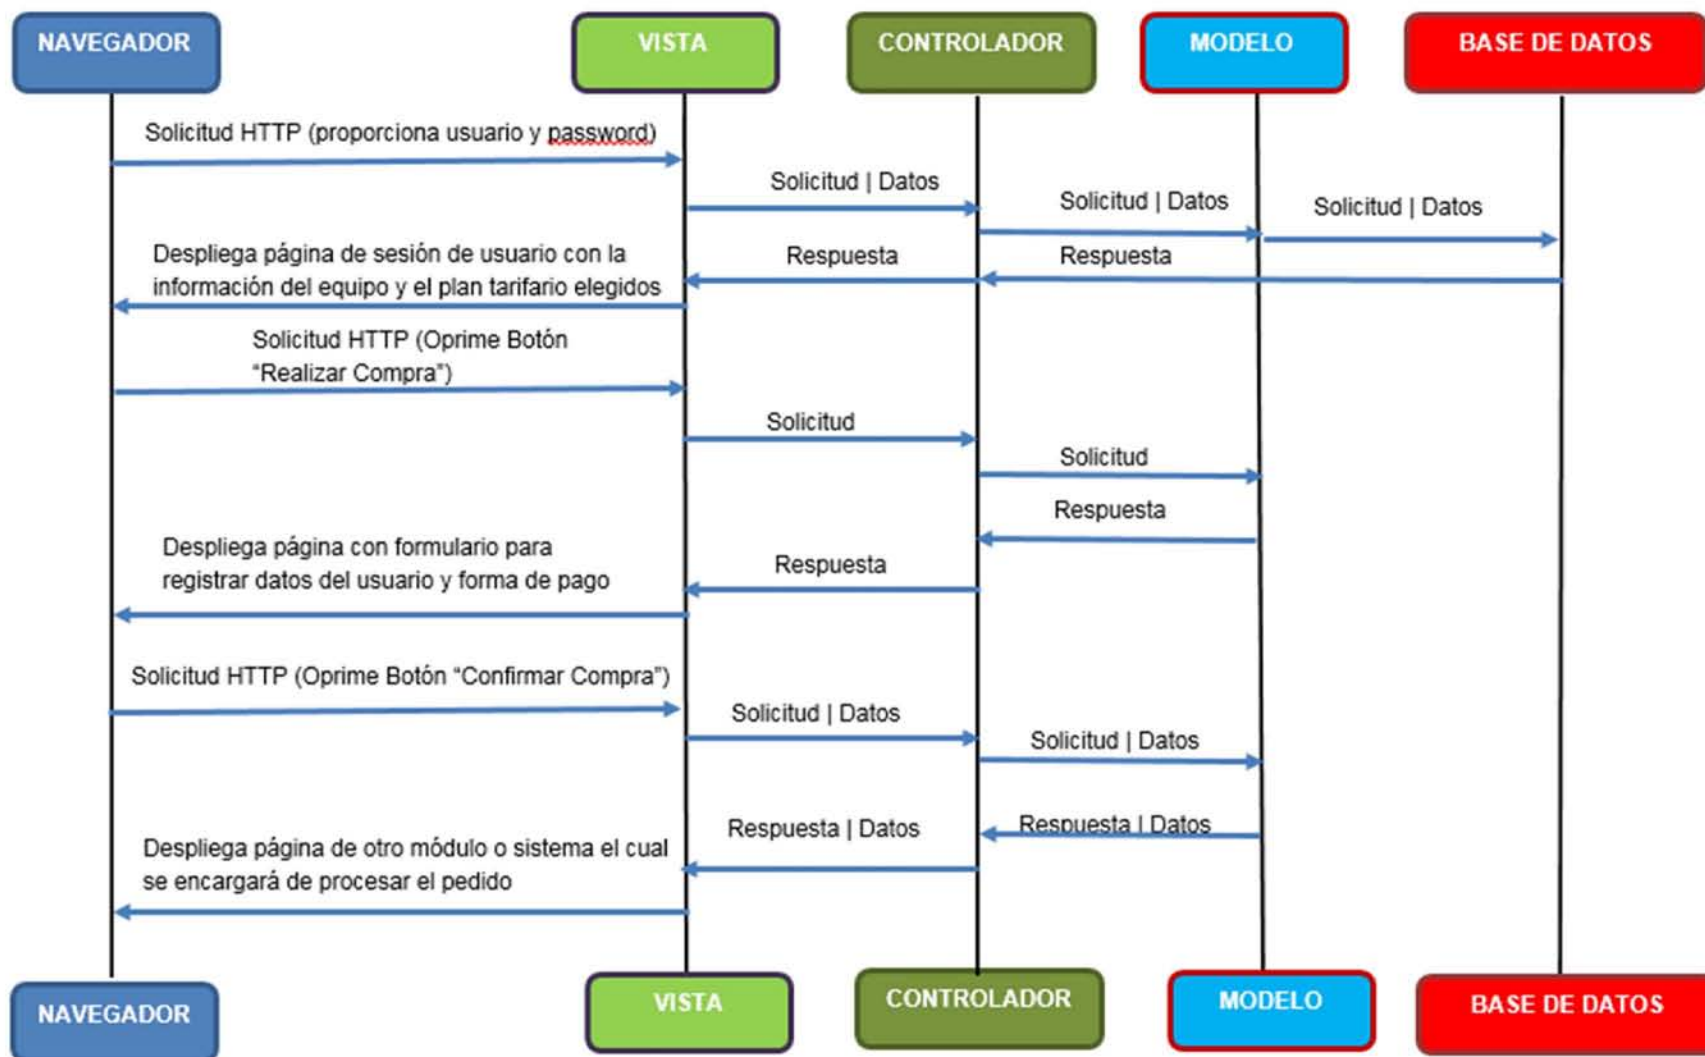 NAVEGADOR
VISTA
CONTROLADOR
MODELO
BASE DE DATOS
Solicitud HTTP (proporciona usuario y password)
Solicitud | Datos
Solicitud | Datos
Solicitud | Datos
Despliega página de sesión de usuario con la
información del equipo y el plan tarifario elegidos
Respuesta
Respuesta
Solicitud HTTP (Oprime Botón
“Realizar Compra”)
Solicitud
Solicitud
Respuesta
Despliega página con formulario para
registrar datos del usuario y forma de pago
Respuesta
Solicitud HTTP (Oprime Botón “Confirmar Compra”)
Solicitud | Datos
Solicitud | Datos
Respuesta | Datos
Respuesta | Datos
Despliega página de otro módulo o sistema el cual
se encargará de procesar el pedido
NAVEGADOR
VISTA
CONTROLADOR
MODELO
BASE DE DATOS